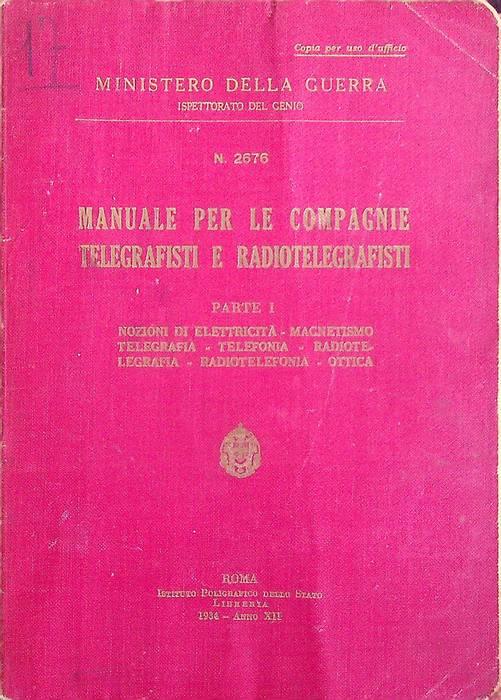 17
Copia per uso d'ufficio
MINISTERO DELLA GUERRA
ISPETTORATO DEL GENIO
N. 2676
MANUALE PER LE COMPAGNIE
TELEGRAFISTI E RADIOTELEGRAFISTI
PARTE I
NOZIONI DI ELETTRICITÀ - MAGNETISMO
TELEGRAFIA - TELEFONIA - RADIOTE-
LEGRAFIA - RADIOTELEFONIA - OTTICA
ROMA
ISTITUTO POLIGRAFICO DELLO STATO
LIBRERIA
1934 - ANNO XII